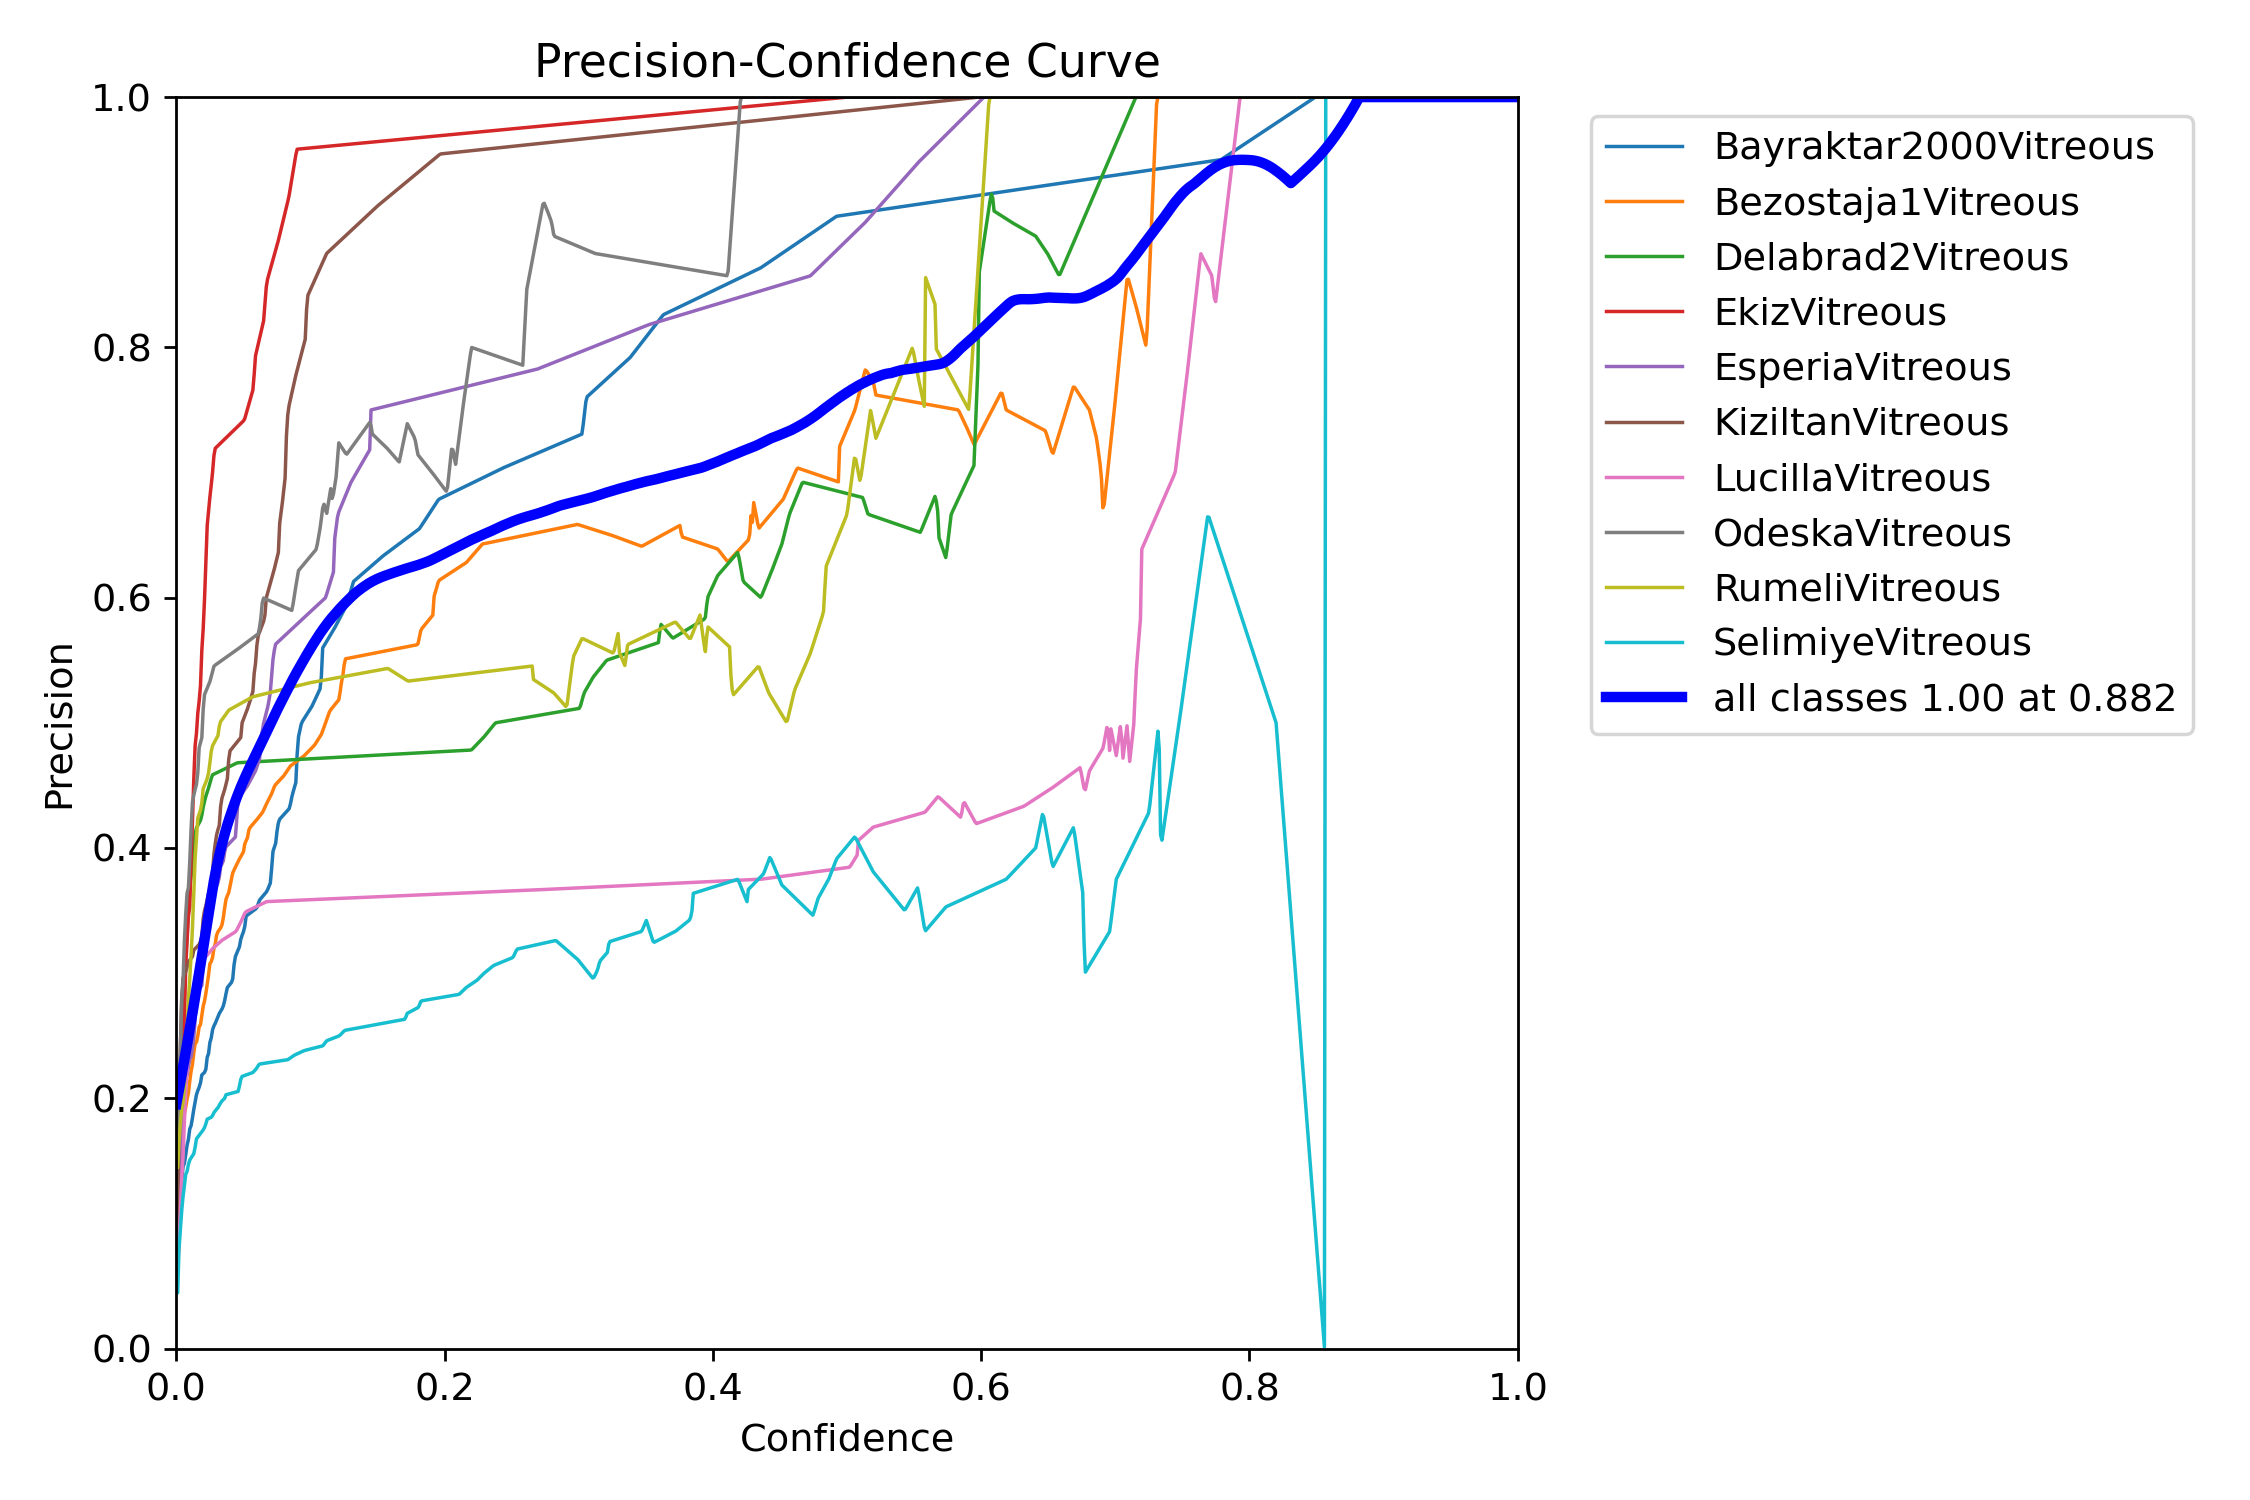 Precision-Confidence Curve
1.0
0.8
0.6
0.4
0.2
0.0
Precision
0.0 0.2 0.4 0.6 0.8 1.0
Confidence
Bayraktar2000Vitreous
Bezostaja1Vitreous
Delabrad2Vitreous
EkizVitreous
EsperiaVitreous
KiziltanVitreous
LucillaVitreous
OdeskaVitreous
RumeliVitreous
SelimiyeVitreous
all classes 1.00 at 0.882